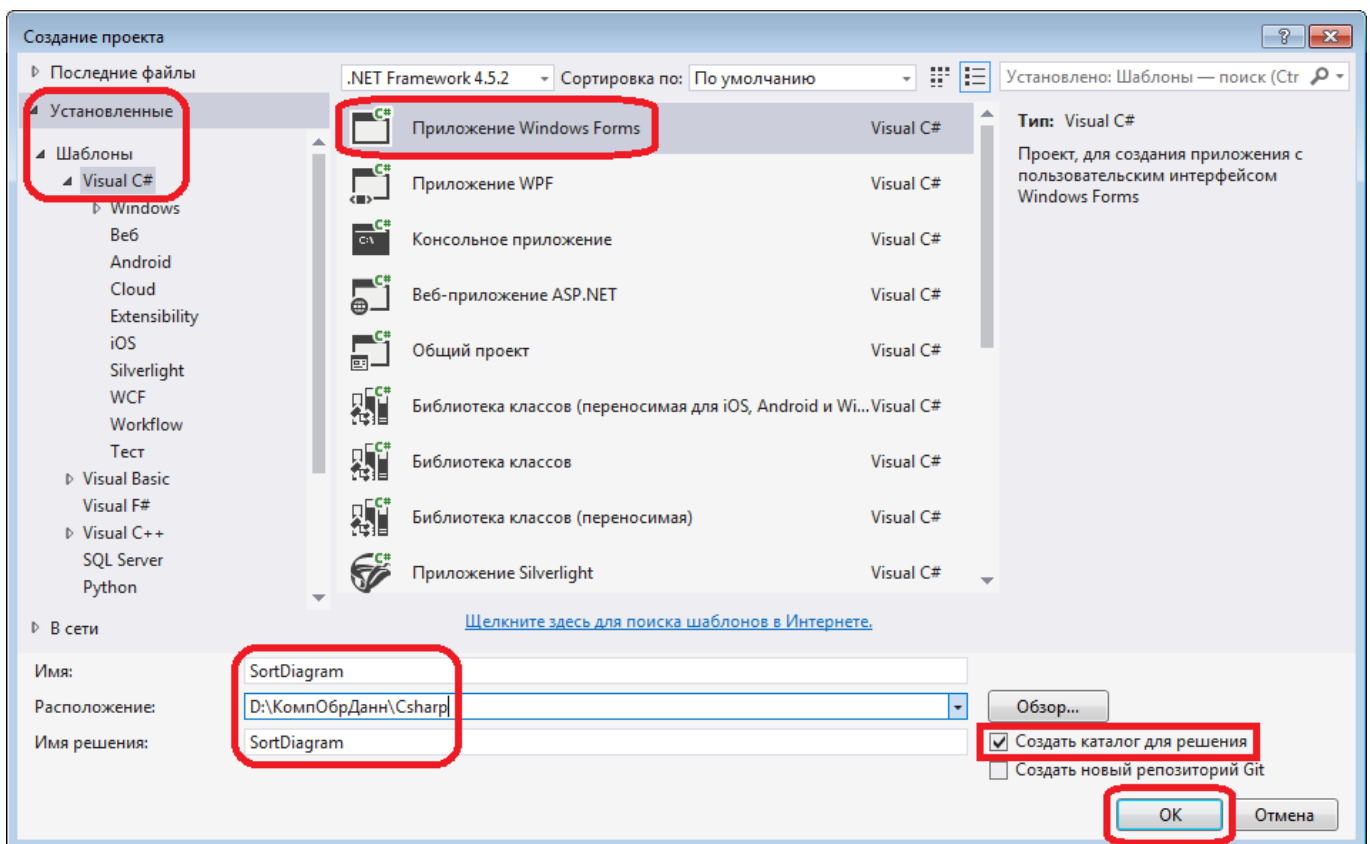 Создание проекта
Последние файлы
.NET Framework 4.5.2 Сортировка по: По умолчанию
Установлено: Шаблоны — поиск (Ctr
Установленные
Шаблоны
Visual C#
Windows
Веб
Android
Cloud
Extensibility
iOS
Silverlight
WCF
Workflow
Тест
Visual Basic
Visual F#
Visual C++
SQL Server
Python
В сети
Приложение Windows Forms Visual C#
Приложение WPF Visual C#
Консольное приложение Visual C#
Веб-приложение ASP.NET Visual C#
Общий проект Visual C#
Библиотека классов (переносимая для iOS, Android и Wi... Visual C#
Библиотека классов Visual C#
Библиотека классов (переносимая) Visual C#
Приложение Silverlight Visual C#
Щелкните здесь для поиска шаблонов в Интернете.
Тип: Visual C#
Проект, для создания приложения с
пользовательским интерфейсом
Windows Forms
Имя: SortDiagram
Расположение: D:\КомпОбрДанн\Csharp Обзор...
Имя решения: SortDiagram
Создать каталог для решения
Создать новый репозиторий Git
OK Отмена